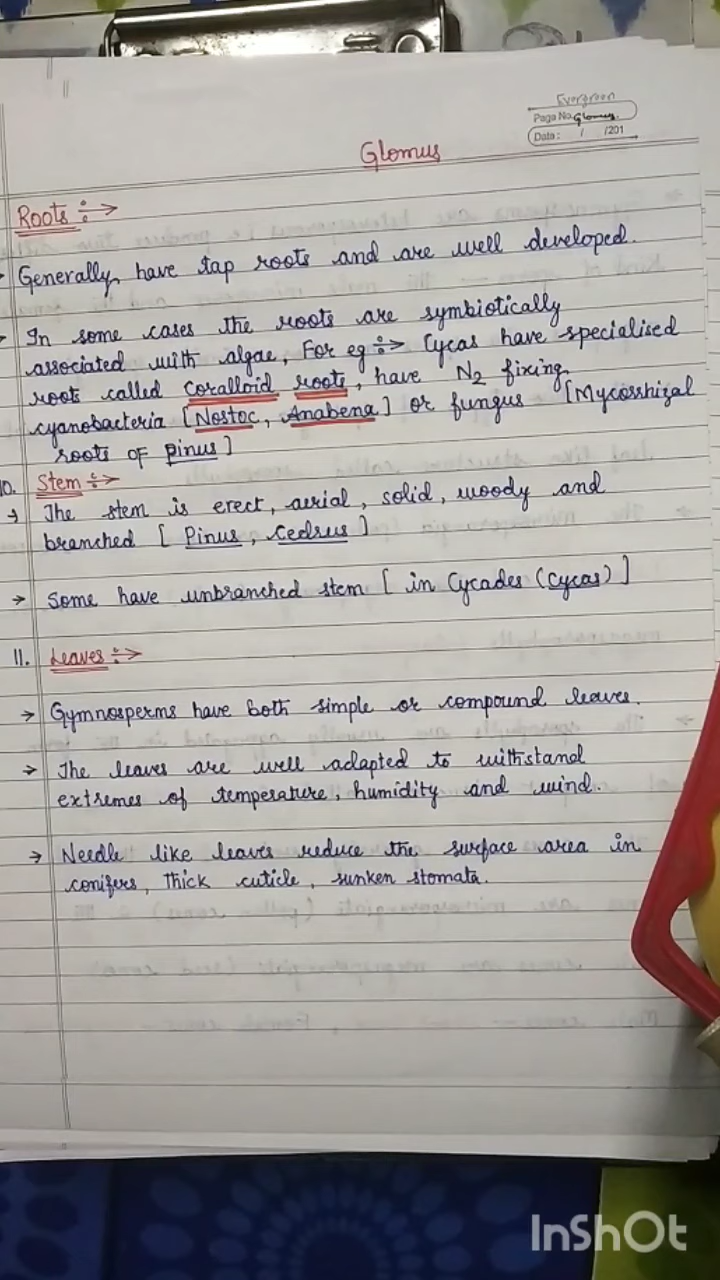 Evergreen
Page No. Glomus.
Date: / /201
Glomus
Roots ÷>
Generally, have tap roots and are well developed.
In some cases the roots are symbiotically
associated with algae, For eg ÷> Cycas have specialised
root called Coralloid roots, have N2 fixing
cyanobacteria [Nostoc, Anabena] or fungus [Mycorrhizal
roots of pinus]
10. Stem ÷>
→ The stem is erect, aerial, solid, woody and
branched [ Pinus, Cedrus ]
→ Some have unbranched stem [ in Cycades (Cycas) ]
11. Leaves ÷>
→ Gymnosperms have both simple or compound leaves.
→ The leaves are well adapted to withstand
extremes of temperature, humidity and wind.
→ Needle like leaves reduce the surface area in
conifers, Thick cuticle, sunken stomata.
InShOt